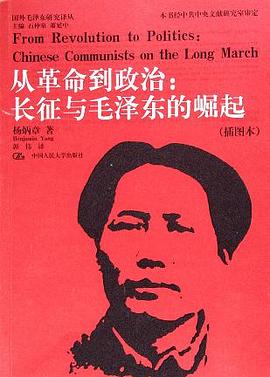 国外毛泽东研究译丛
主编 石仲泉 萧延中
本书经中共中央文献研究室审定
From Revolution to Politics:
Chinese Communists on the Long March
从革命到政治：
长征与毛泽东的崛起
（插图本）
杨炳章 著
Benjamin Yang
郭伟 译
中国人民大学出版社